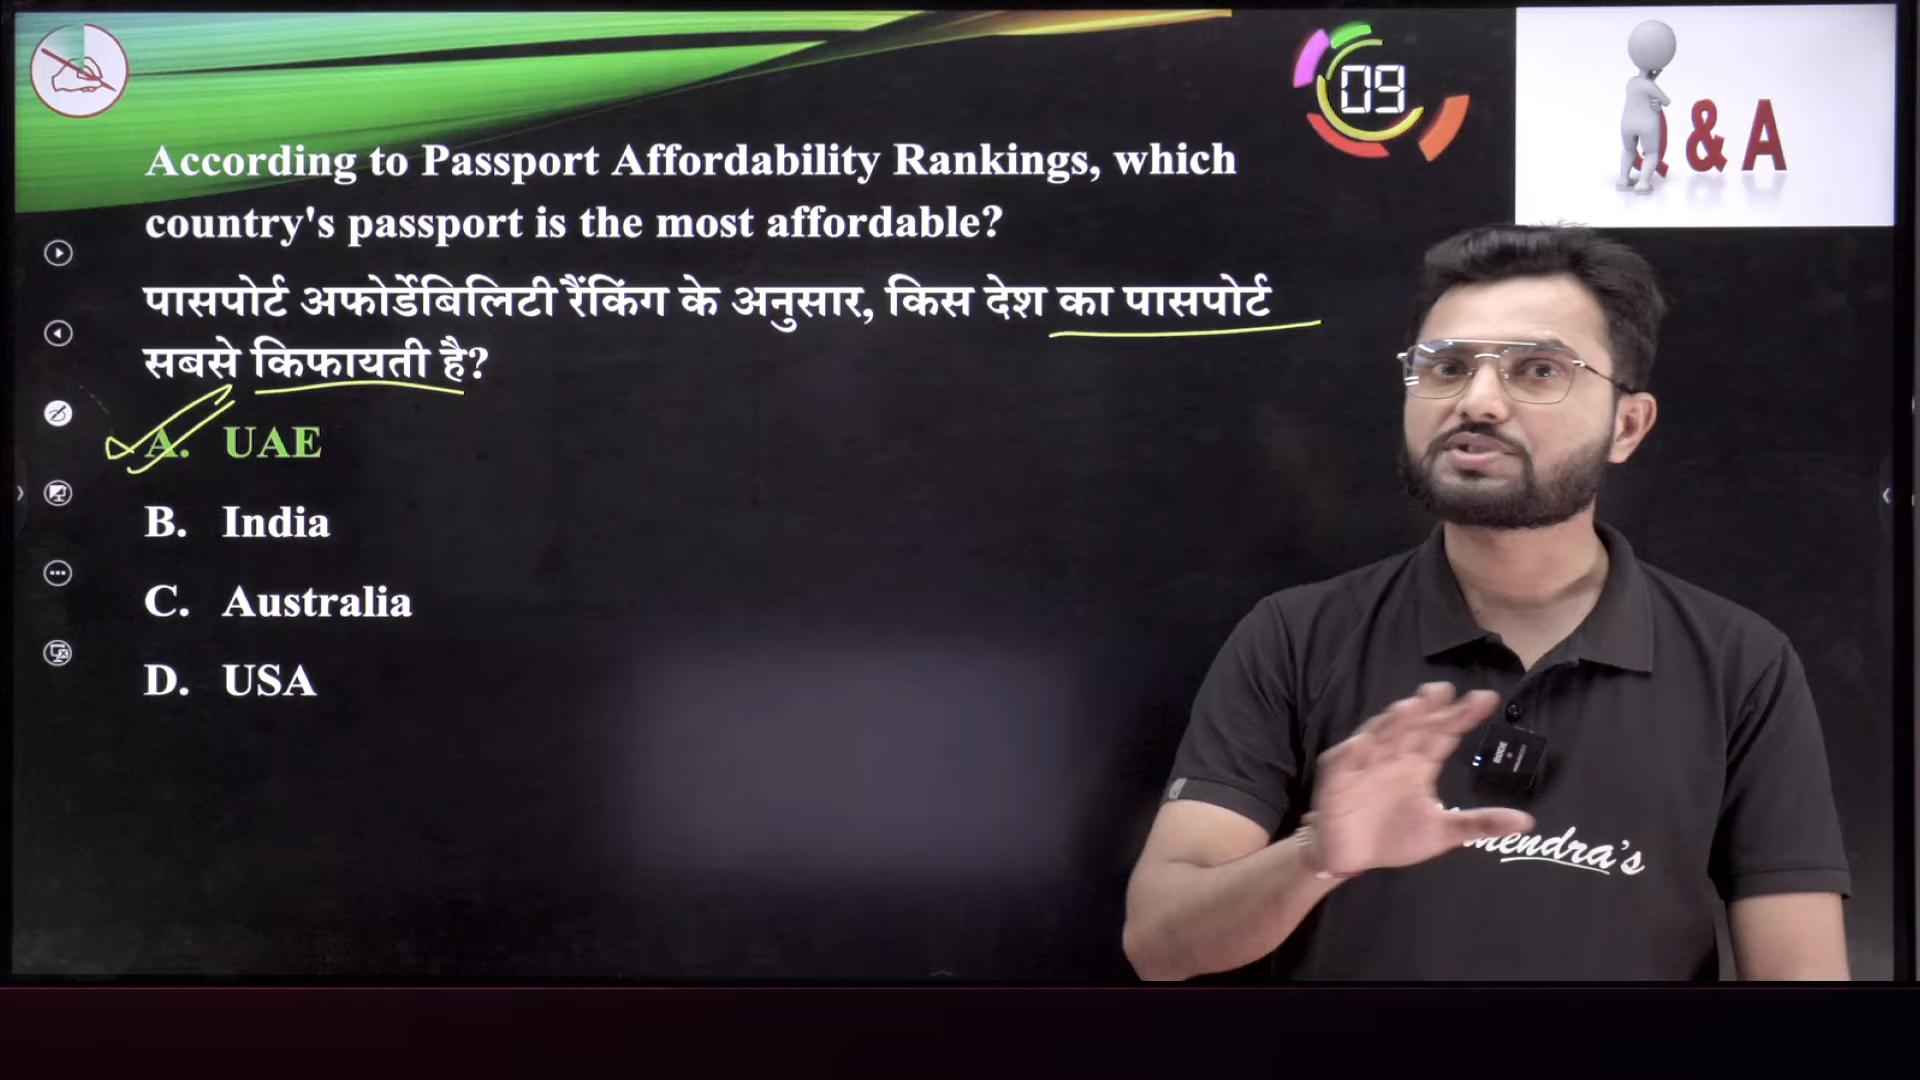 09
& A
According to Passport Affordability Rankings, which
country's passport is the most affordable?
पासपोर्ट अफोर्डेबिलिटी रैंकिंग के अनुसार, किस देश का पासपोर्ट
सबसे किफायती है?
A. UAE
B. India
C. Australia
D. USA
RODE